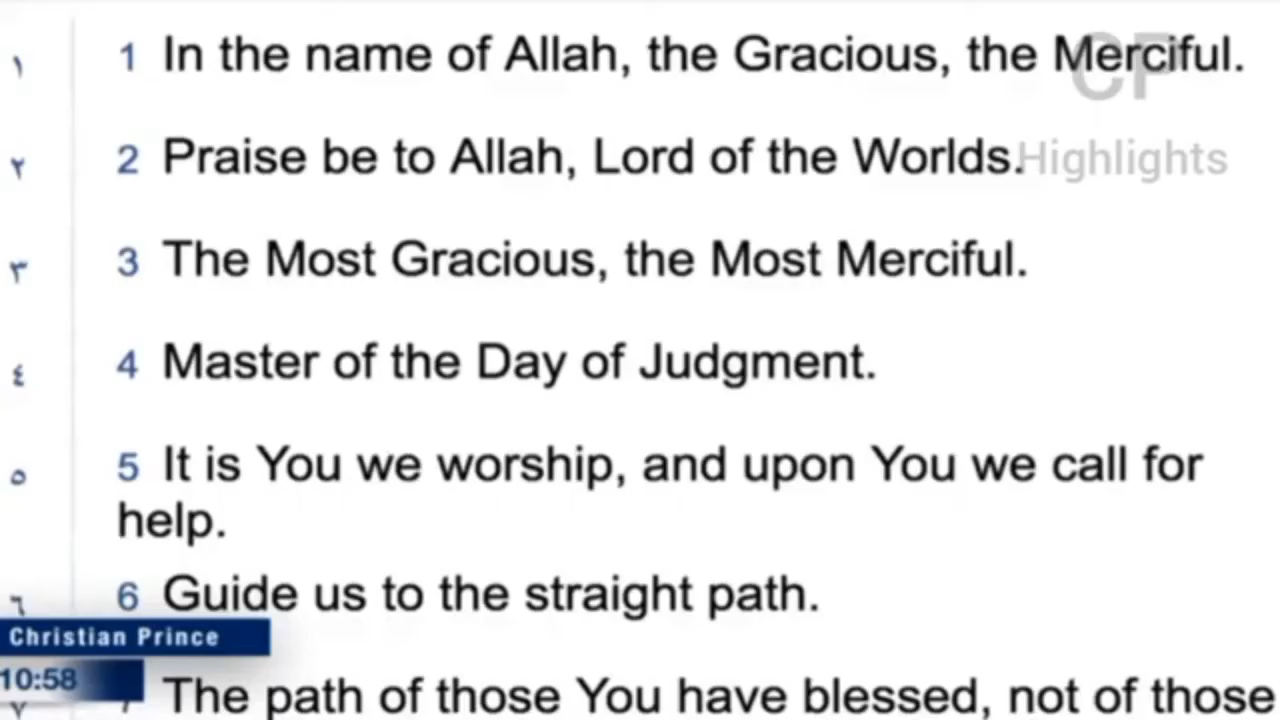 ١ 1 In the name of Allah, the Gracious, the Merciful.
CP
٢ 2 Praise be to Allah, Lord of the Worlds.
Highlights
٣ 3 The Most Gracious, the Most Merciful.
٤ 4 Master of the Day of Judgment.
٥ 5 It is You we worship, and upon You we call for
help.
٦ 6 Guide us to the straight path.
Christian Prince
10:58
٧ 7 The path of those You have blessed, not of those